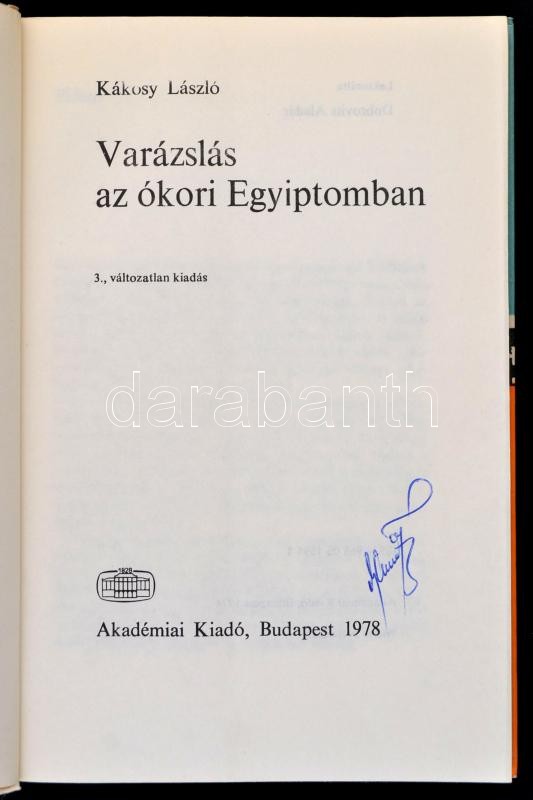 Kákosy László
Varázslás
az ókori Egyiptomban
3., változatlan kiadás
darabanth
1828
Akadémiai Kiadó, Budapest 1978